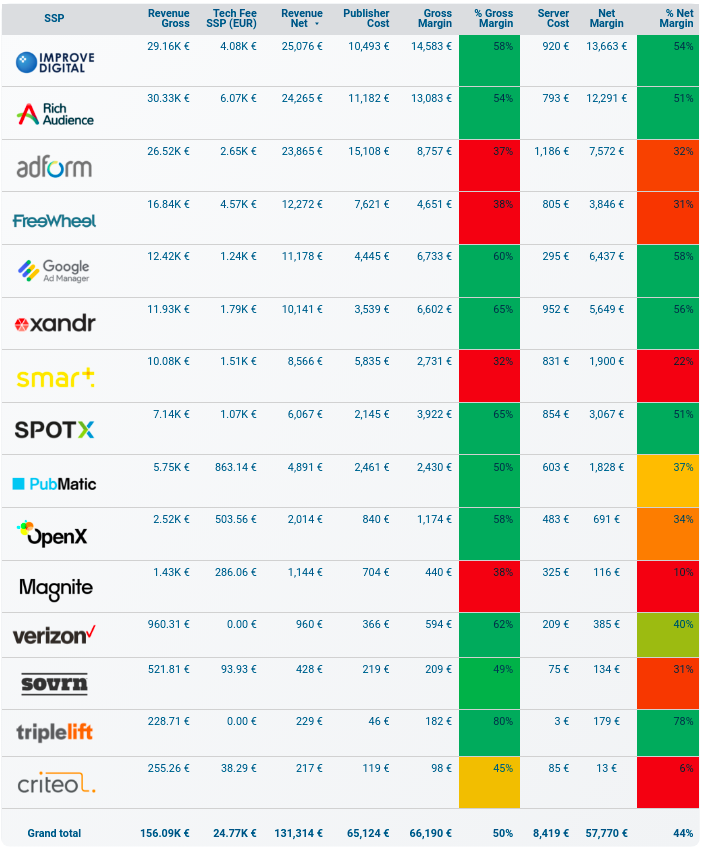 SSP Revenue Gross Tech Fee SSP (EUR) Revenue Net Publisher Cost Gross Margin % Gross Margin Server Cost Net Margin % Net Margin
IMPROVE DIGITAL 29.16K € 4.08K € 25,076 € 10,493 € 14,583 € 58% 920 € 13,663 € 54%
Rich Audience 30.33K € 6.07K € 24,265 € 11,182 € 13,083 € 54% 793 € 12,291 € 51%
adform 26.52K € 2.65K € 23,865 € 15,108 € 8,757 € 37% 1,186 € 7,572 € 32%
FreeWheel 16.84K € 4.57K € 12,272 € 7,621 € 4,651 € 38% 805 € 3,846 € 31%
Google Ad Manager 12.42K € 1.24K € 11,178 € 4,445 € 6,733 € 60% 295 € 6,437 € 58%
xandr 11.93K € 1.79K € 10,141 € 3,539 € 6,602 € 65% 952 € 5,649 € 56%
smart 10.08K € 1.51K € 8,566 € 5,835 € 2,731 € 32% 831 € 1,900 € 22%
SPOTX 7.14K € 1.07K € 6,067 € 2,145 € 3,922 € 65% 854 € 3,067 € 51%
PubMatic 5.75K € 863.14 € 4,891 € 2,461 € 2,430 € 50% 603 € 1,828 € 37%
OpenX 2.52K € 503.56 € 2,014 € 840 € 1,174 € 58% 483 € 691 € 34%
Magnite 1.43K € 286.06 € 1,144 € 704 € 440 € 38% 325 € 116 € 10%
verizon 960.31 € 0.00 € 960 € 366 € 594 € 62% 209 € 385 € 40%
sovrn 521.81 € 93.93 € 428 € 219 € 209 € 49% 75 € 134 € 31%
triplelift 228.71 € 0.00 € 229 € 46 € 182 € 80% 3 € 179 € 78%
criteo 255.26 € 38.29 € 217 € 119 € 98 € 45% 85 € 13 € 6%
Grand total 156.09K € 24.77K € 131,314 € 65,124 € 66,190 € 50% 8,419 € 57,770 € 44%